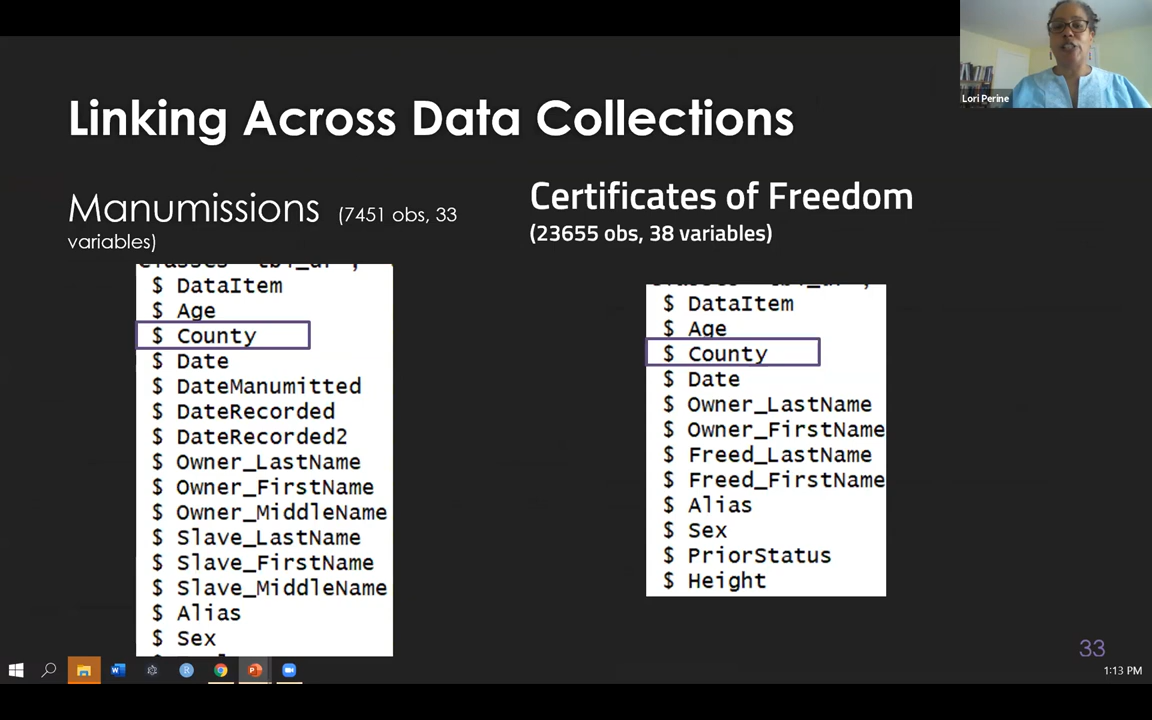 Lori Perine
Linking Across Data Collections
Manumissions (7451 obs, 33
variables)
$ DataItem
$ Age
$ County
$ Date
$ DateManumitted
$ DateRecorded
$ DateRecorded2
$ Owner_LastName
$ Owner_FirstName
$ Owner_MiddleName
$ Slave_LastName
$ Slave_FirstName
$ Slave_MiddleName
$ Alias
$ Sex
Certificates of Freedom
(23655 obs, 38 variables)
$ DataItem
$ Age
$ County
$ Date
$ Owner_LastName
$ Owner_FirstName
$ Freed_LastName
$ Freed_FirstName
$ Alias
$ Sex
$ PriorStatus
$ Height
33
1:13 PM